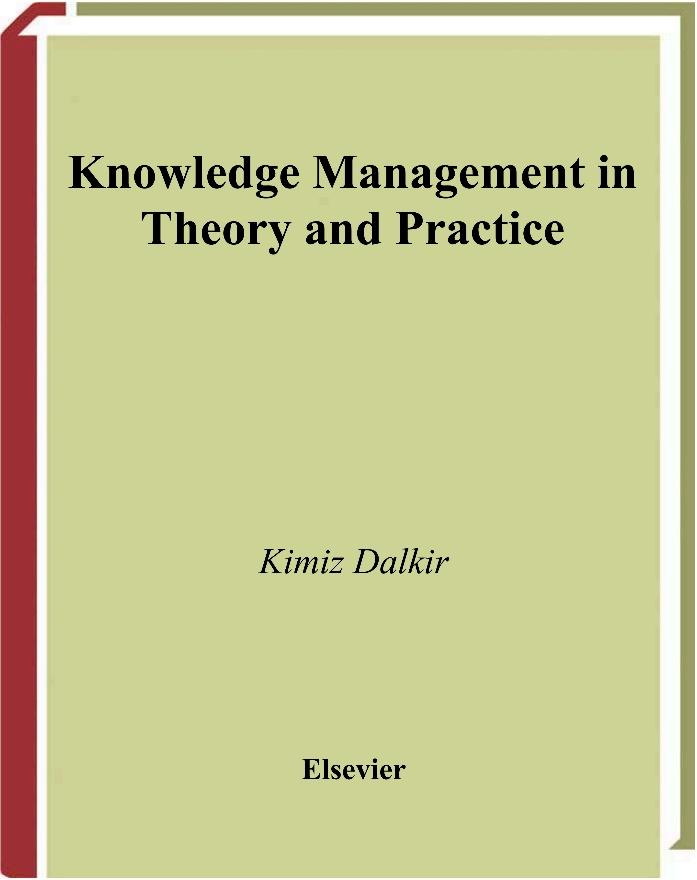 Knowledge Management in
Theory and Practice
Kimiz Dalkir
Elsevier